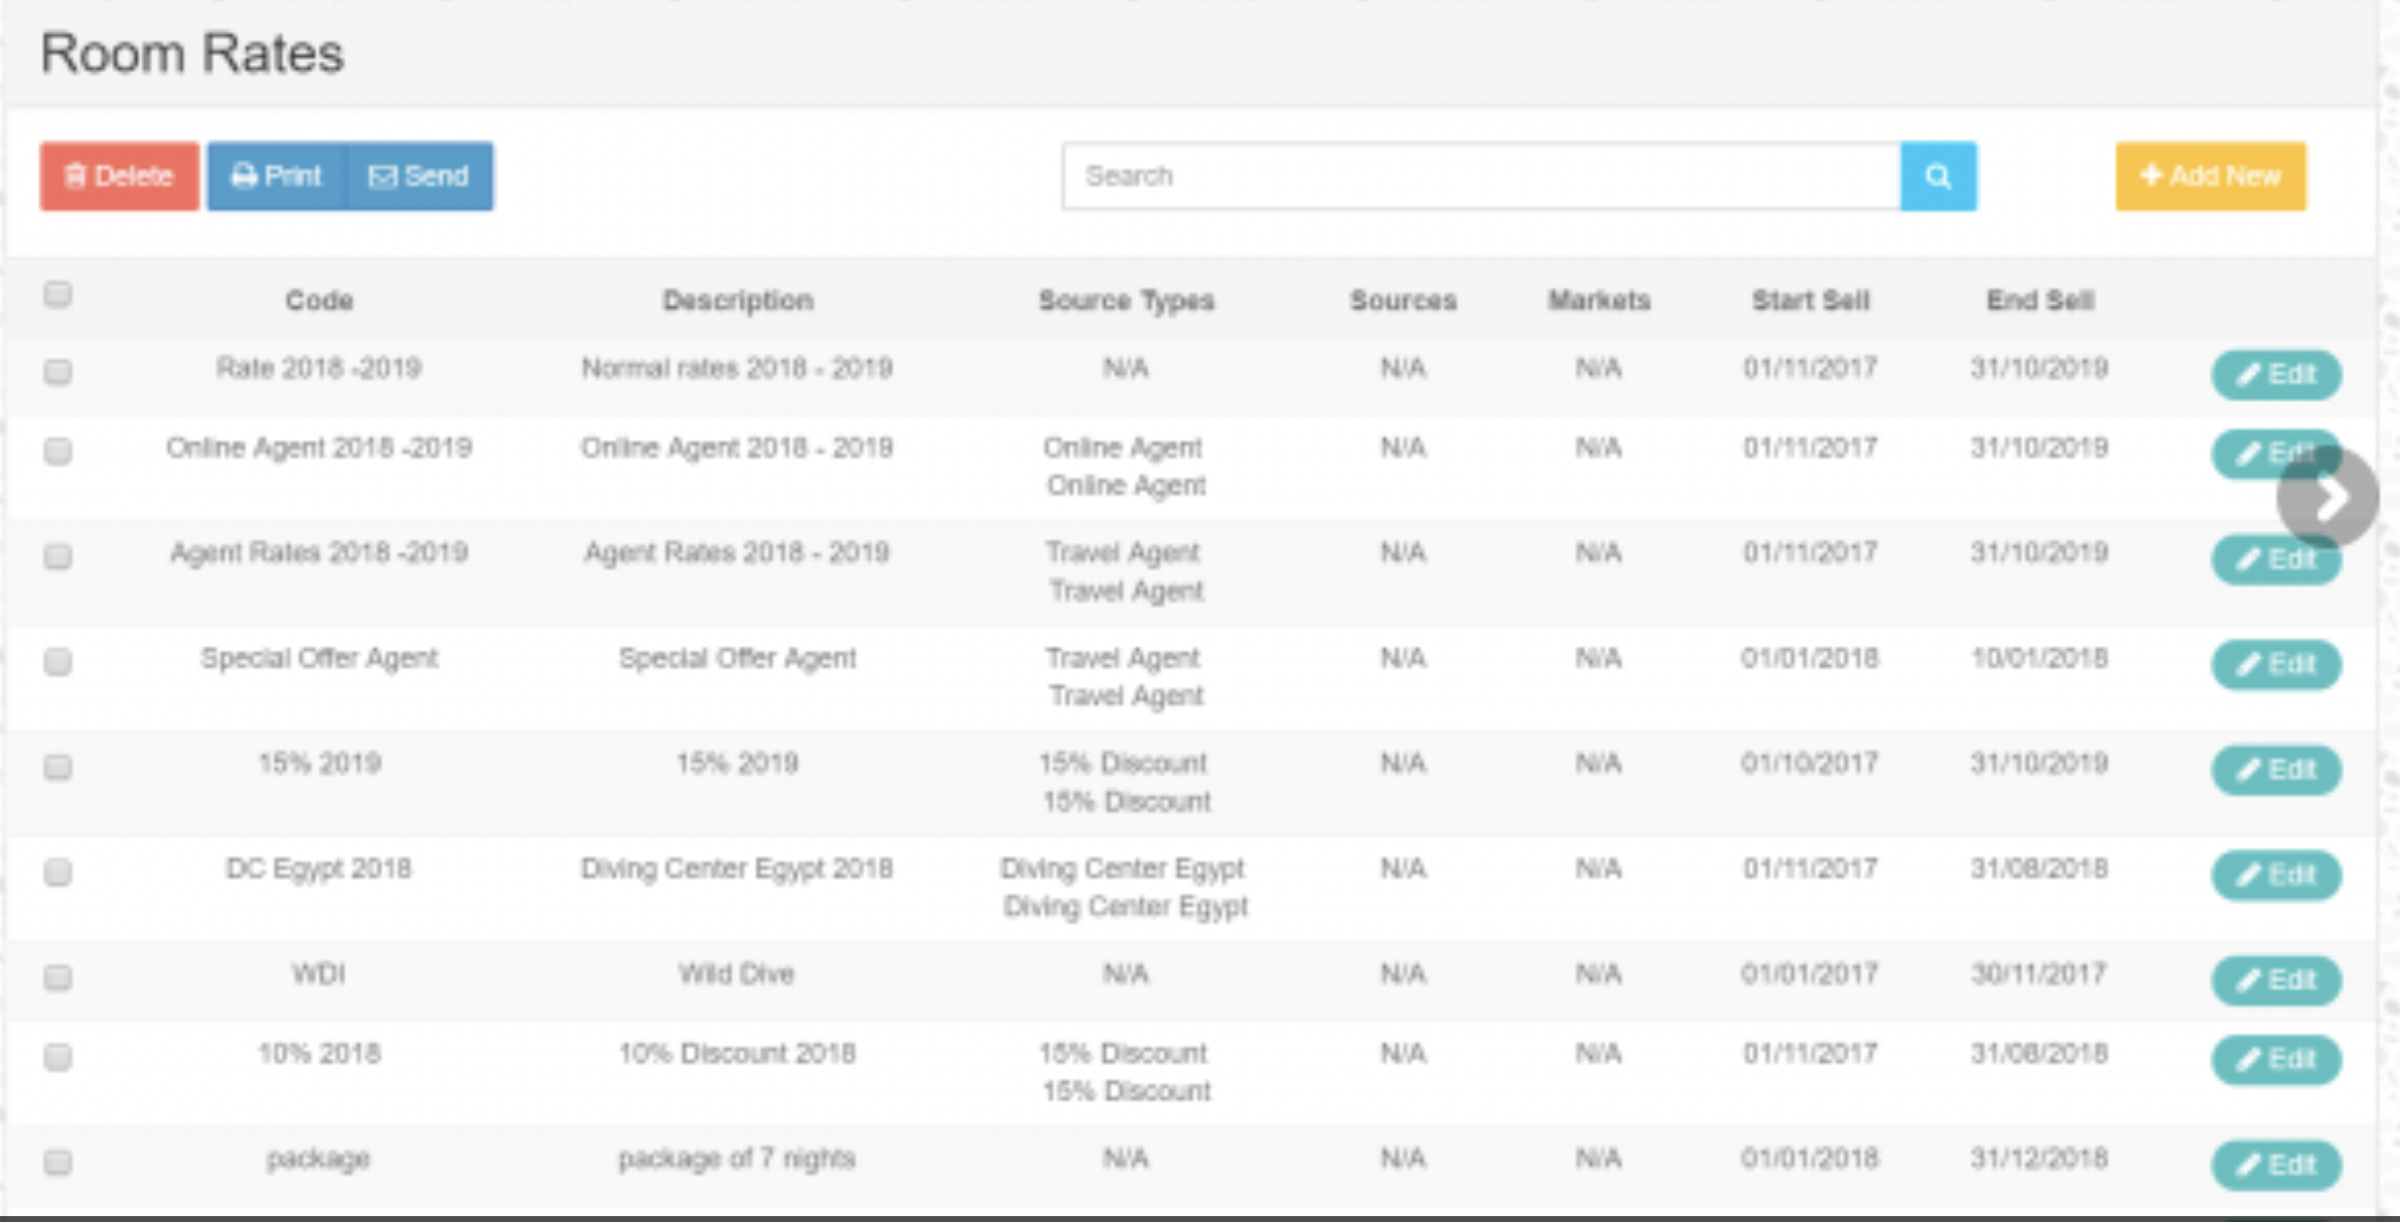 Room Rates
Delete Print Send Search Add New
Code Description Source Types Sources Markets Start Sell End Sell
Rate 2018 -2019 Normal rates 2018 - 2019 N/A N/A N/A 01/11/2017 31/10/2019 Edit
Online Agent 2018 -2019 Online Agent 2018 - 2019 Online Agent N/A N/A 01/11/2017 31/10/2019 Edit
Online Agent
Agent Rates 2018 -2019 Agent Rates 2018 - 2019 Travel Agent N/A N/A 01/11/2017 31/10/2019 Edit
Travel Agent
Special Offer Agent Special Offer Agent Travel Agent N/A N/A 01/01/2018 10/01/2018 Edit
Travel Agent
15% 2019 15% 2019 15% Discount N/A N/A 01/10/2017 31/10/2019 Edit
15% Discount
DC Egypt 2018 Diving Center Egypt 2018 Diving Center Egypt N/A N/A 01/11/2017 31/08/2018 Edit
Diving Center Egypt
WDI Wild Dive N/A N/A N/A 01/01/2017 30/11/2017 Edit
10% 2018 10% Discount 2018 15% Discount N/A N/A 01/11/2017 31/08/2018 Edit
15% Discount
package package of 7 nights N/A N/A N/A 01/01/2018 31/12/2018 Edit